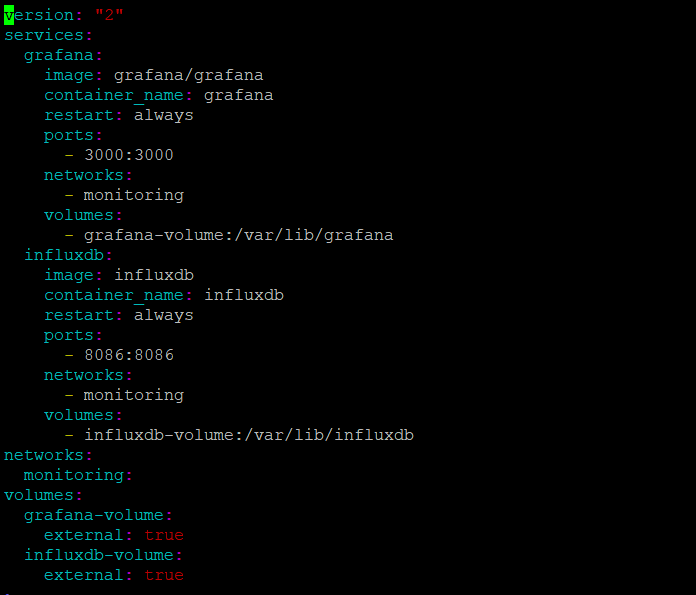 version: "2"
services:
  grafana:
    image: grafana/grafana
    container_name: grafana
    restart: always
    ports:
      - 3000:3000
    networks:
      - monitoring
    volumes:
      - grafana-volume:/var/lib/grafana
  influxdb:
    image: influxdb
    container_name: influxdb
    restart: always
    ports:
      - 8086:8086
    networks:
      - monitoring
    volumes:
      - influxdb-volume:/var/lib/influxdb
networks:
  monitoring:
volumes:
  grafana-volume:
    external: true
  influxdb-volume:
    external: true